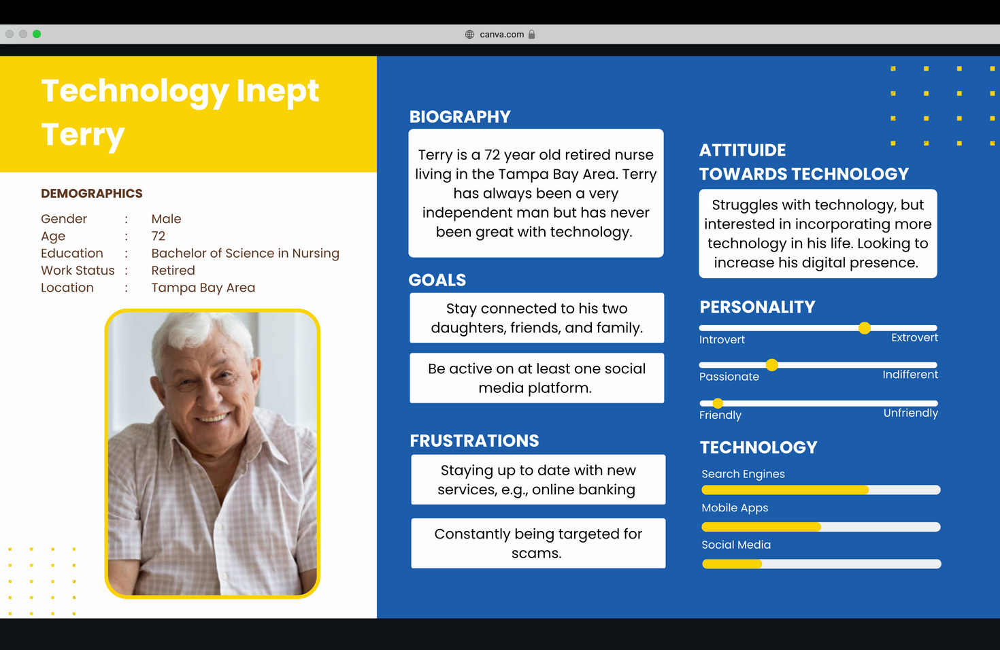 canva.com
Technology Inept
Terry
DEMOGRAPHICS
Gender : Male
Age : 72
Education : Bachelor of Science in Nursing
Work Status : Retired
Location : Tampa Bay Area
BIOGRAPHY
Terry is a 72 year old retired nurse
living in the Tampa Bay Area. Terry
has always been a very
independent man but has never
been great with technology.
GOALS
Stay connected to his two
daughters, friends, and family.
Be active on at least one social
media platform.
FRUSTRATIONS
Staying up to date with new
services, e.g., online banking
Constantly being targeted for
scams.
ATTITUIDE
TOWARDS TECHNOLOGY
Struggles with technology, but
interested in incorporating more
technology in his life. Looking to
increase his digital presence.
PERSONALITY
Introvert Extrovert
Passionate Indifferent
Friendly Unfriendly
TECHNOLOGY
Search Engines
Mobile Apps
Social Media